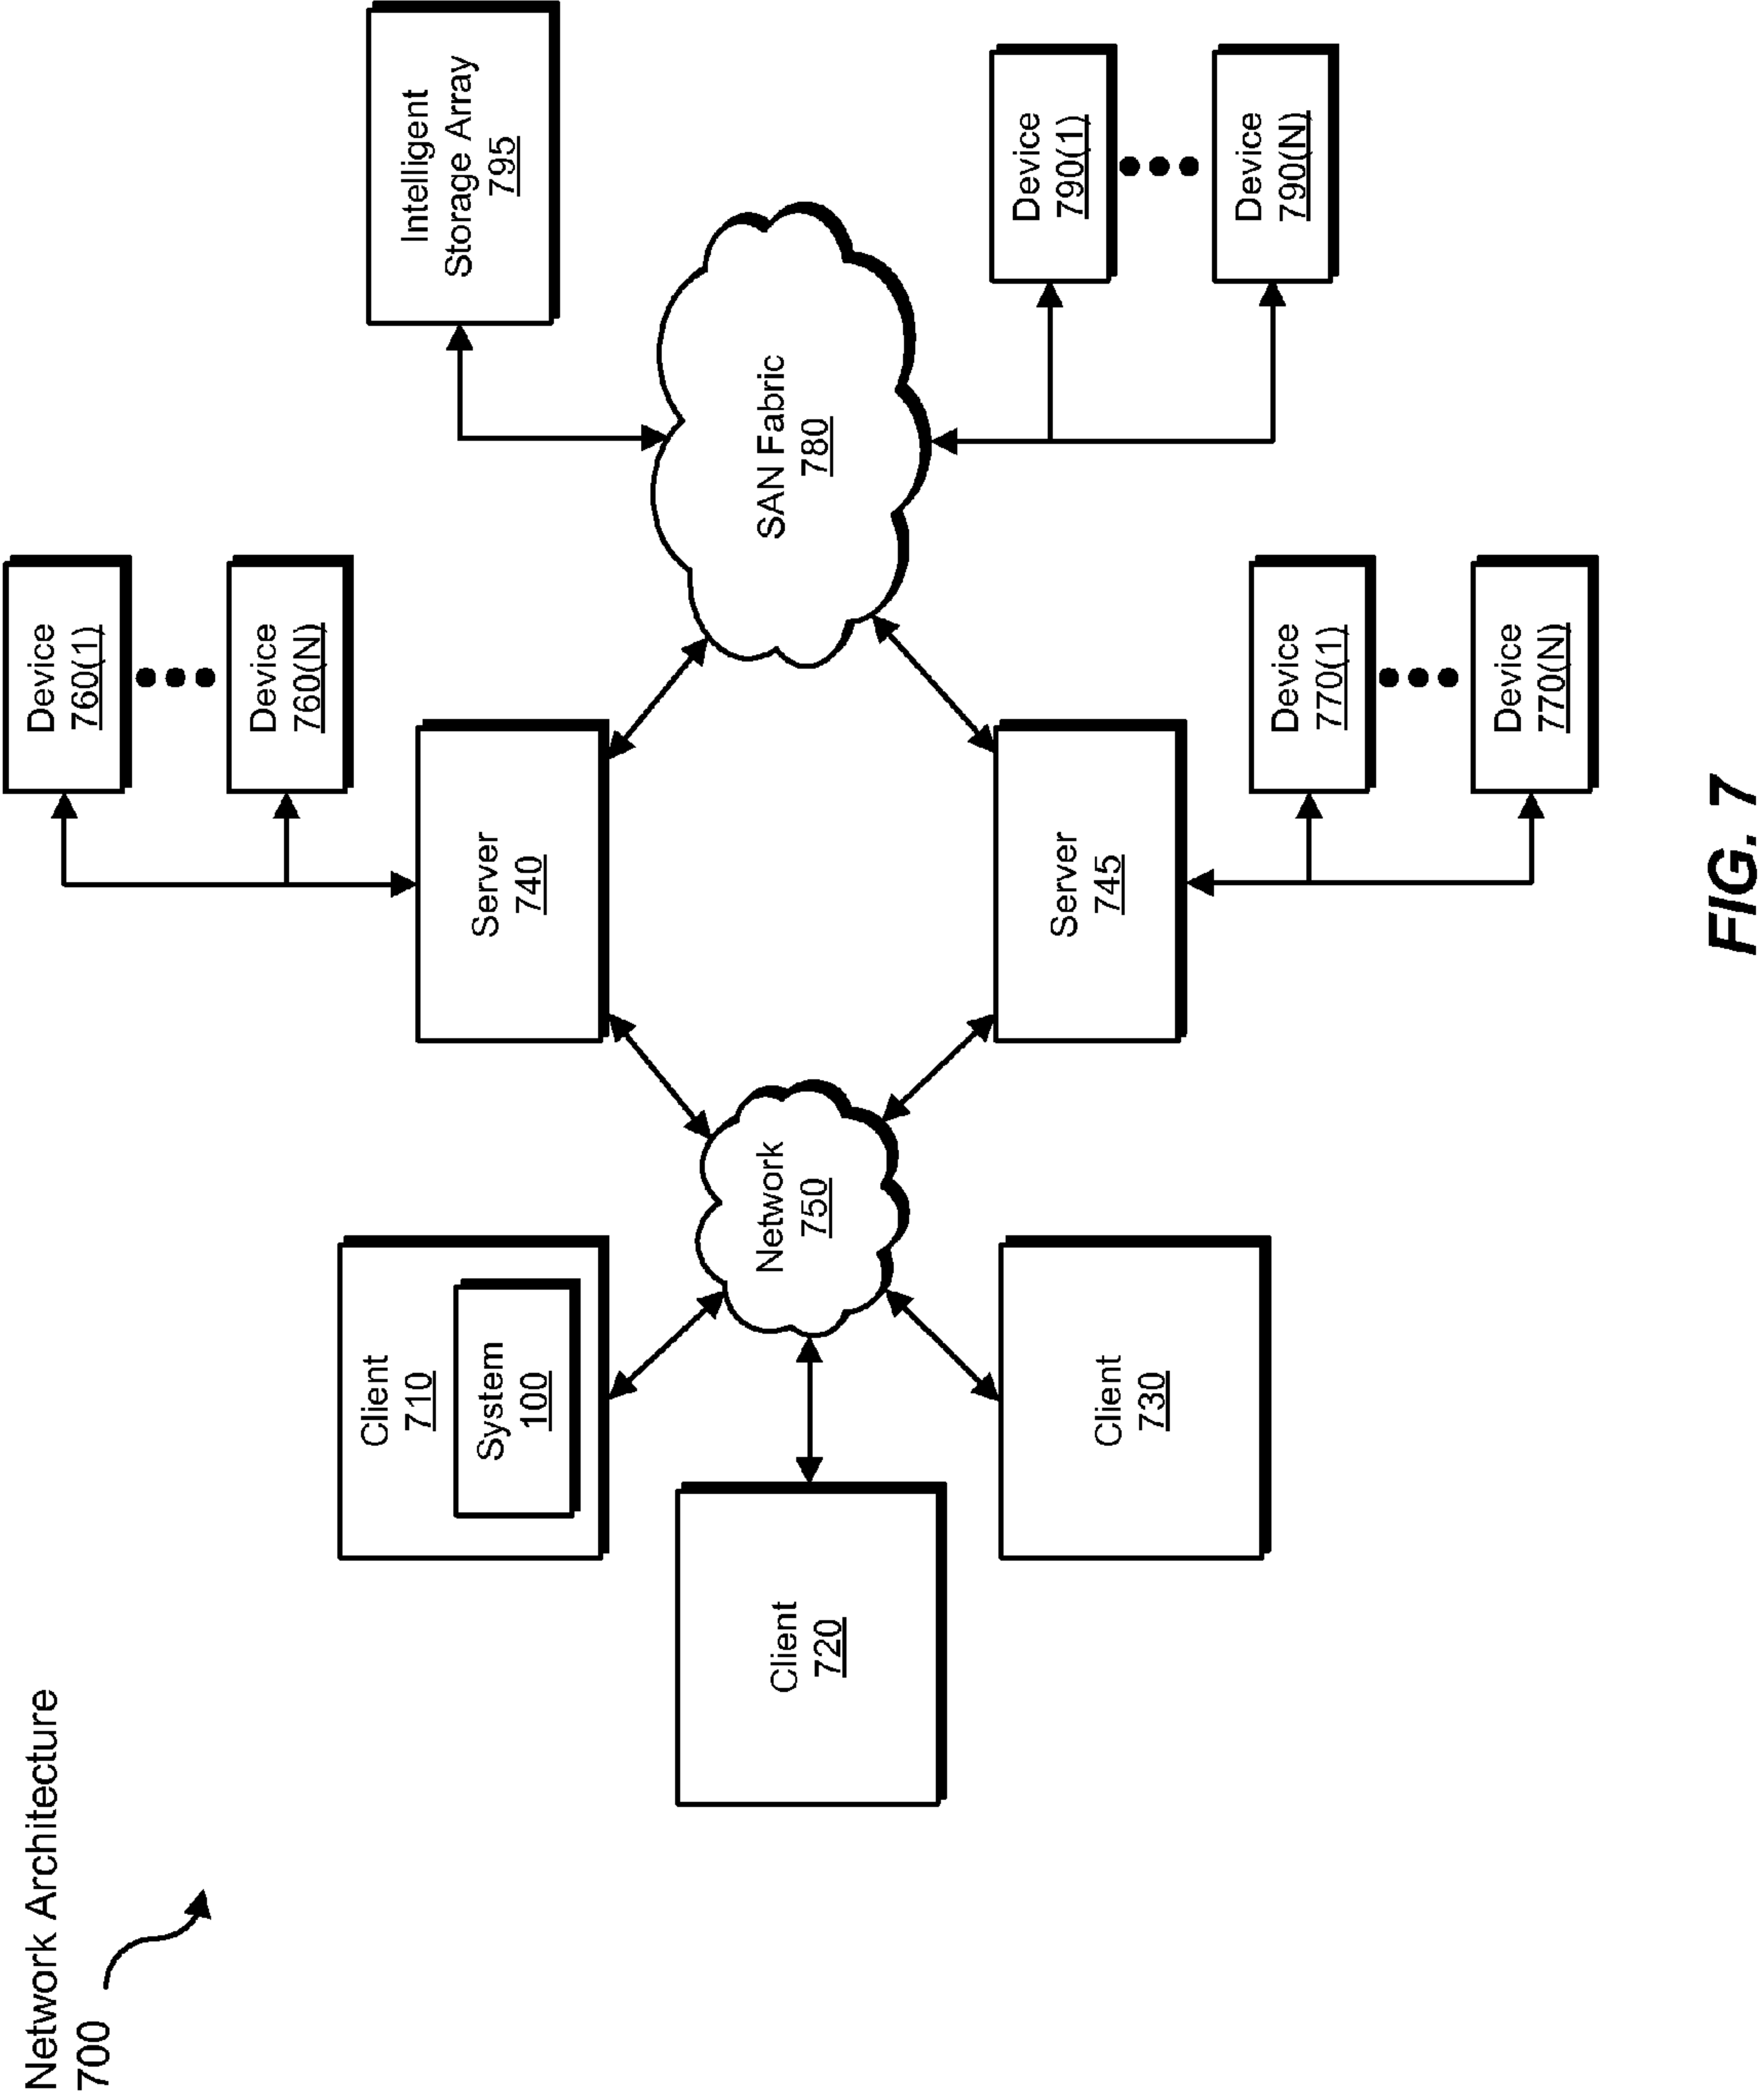 Network Architecture
700
Client
710
System
100
Client
720
Client
730
Network
750
Server
740
Server
745
Device
760(1)
Device
760(N)
Device
770(1)
Device
770(N)
SAN Fabric
780
Intelligent
Storage Array
795
Device
790(1)
Device
790(N)
FIG. 7